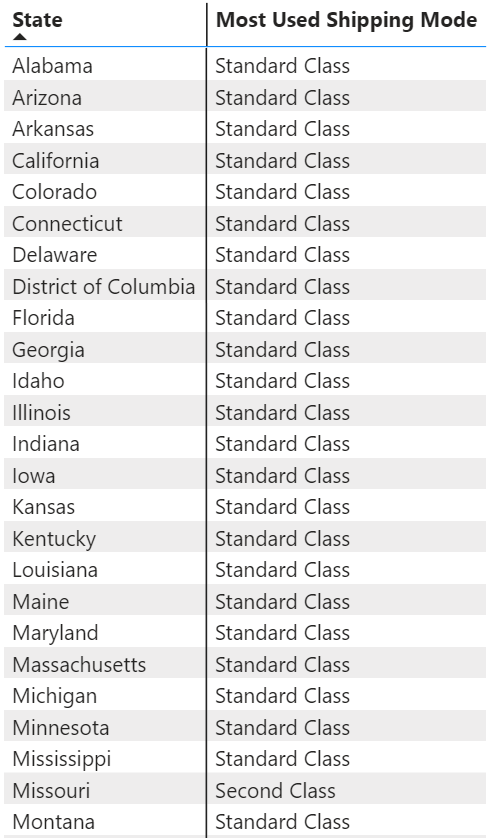 State Most Used Shipping Mode
Alabama Standard Class
Arizona Standard Class
Arkansas Standard Class
California Standard Class
Colorado Standard Class
Connecticut Standard Class
Delaware Standard Class
District of Columbia Standard Class
Florida Standard Class
Georgia Standard Class
Idaho Standard Class
Illinois Standard Class
Indiana Standard Class
Iowa Standard Class
Kansas Standard Class
Kentucky Standard Class
Louisiana Standard Class
Maine Standard Class
Maryland Standard Class
Massachusetts Standard Class
Michigan Standard Class
Minnesota Standard Class
Mississippi Standard Class
Missouri Second Class
Montana Standard Class